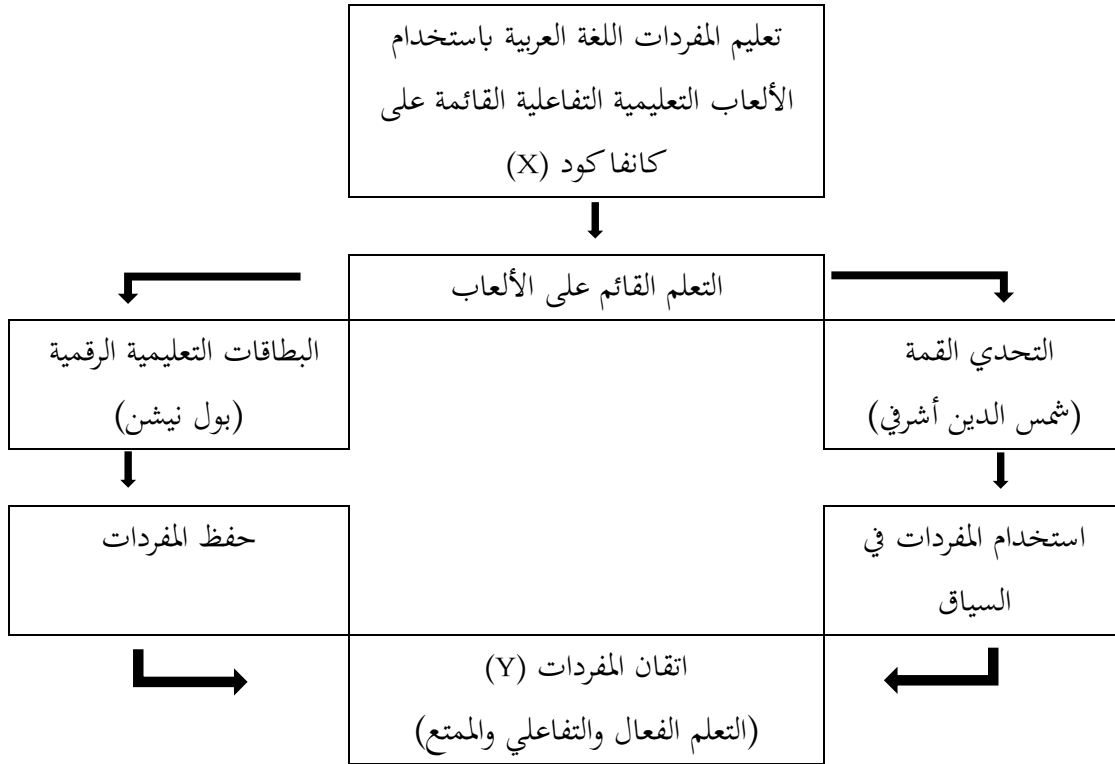 تعليم المفردات اللغة العربية باستخدام
الألعاب التعليمية التفاعلية القائمة على
كانفا كود (X)
التعلم القائم على الألعاب
التحدي القمة
(شمس الدين أشرفي)
البطاقات التعليمية الرقمية
(بول نيشن)
استخدام المفردات في
السياق
حفظ المفردات
اتقان المفردات (Y)
(التعلم الفعال والتفاعلي والممتع)